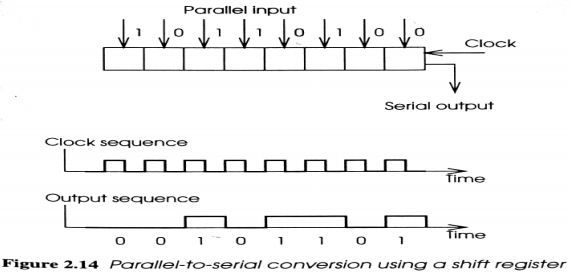 Parallel input
1 0 1 1 0 1 0 0
Clock
Serial output
Clock sequence
Time
Output sequence
0 0 1 0 1 1 0 1
Time
Figure 2.14 Parallel-to-serial conversion using a shift register